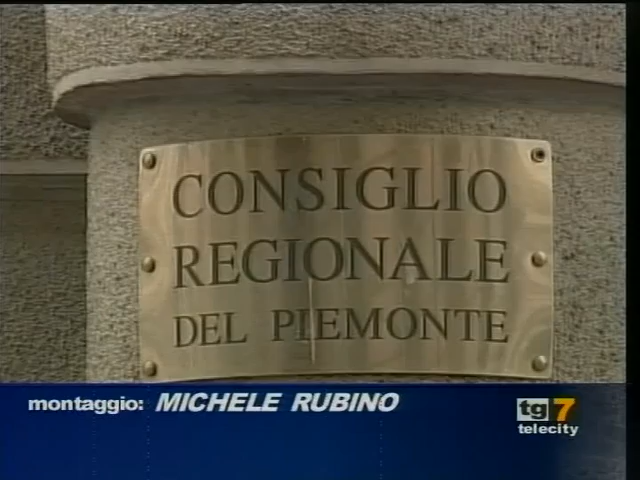 CONSIGLIO
REGIONALE
DEL PIEMONTE
montaggio: MICHELE RUBINO
tg7
telecity